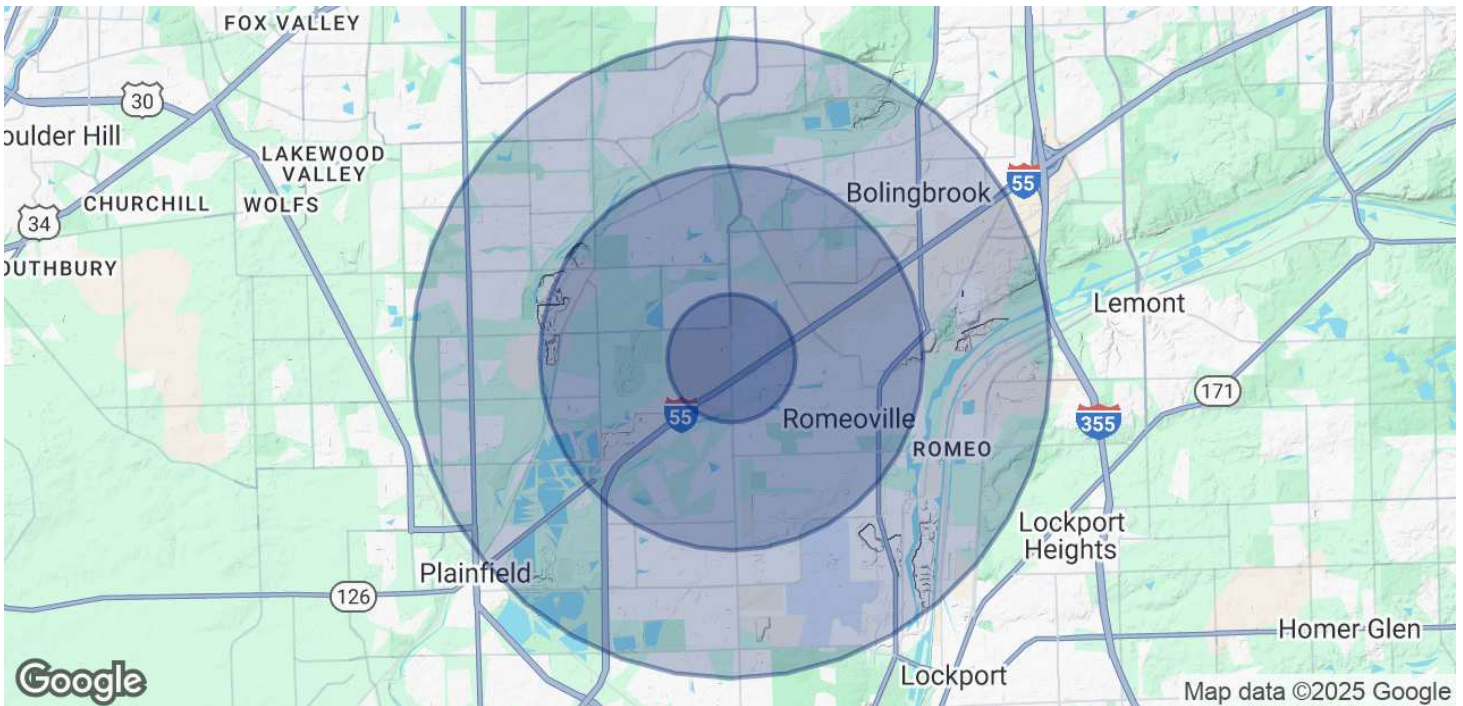 FOX VALLEY
30
oulder Hill
LAKEWOOD
VALLEY
CHURCHILL
WOLFS
34
OUTHBURY
Bolingbrook
55
Lemont
171
55
Romeoville
355
ROMEO
Lockport
Heights
Plainfield
126
Homer Glen
Lockport
Google
Map data ©2025 Google